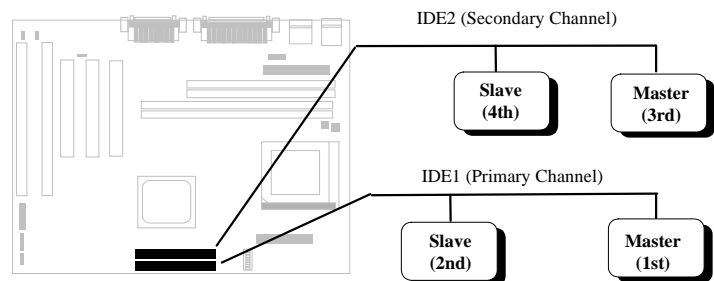 IDE2 (Secondary Channel)
Slave
(4th)
Master
(3rd)
IDE1 (Primary Channel)
Slave
(2nd)
Master
(1st)